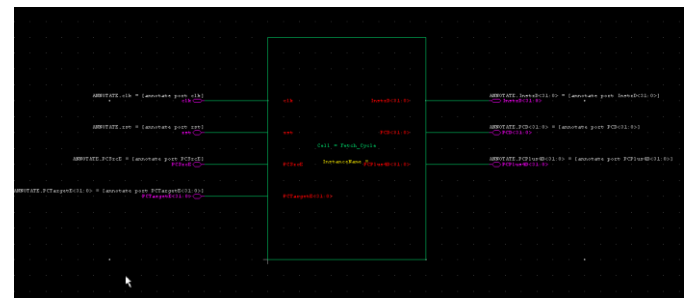 ANNOTATE.clk = [annotate port clk]
clk
clk
InstrD<31:0>
ANNOTATE.InstrD<31:0> = [annotate port InstrD<31:0>]
InstrD<31:0>
ANNOTATE.rst = [annotate port rst]
rst
rst
PCD<31:0>
ANNOTATE.PCD<31:0> = [annotate port PCD<31:0>]
PCD<31:0>
Cell = Fetch_Cycle
ANNOTATE.PCSrcE = [annotate port PCSrcE]
PCSrcE
PCSrcE
InstanceName =
PCPlus4D<31:0>
ANNOTATE.PCPlus4D<31:0> = [annotate port PCPlus4D<31:0>]
PCPlus4D<31:0>
ANNOTATE.PCTargetE<31:0> = [annotate port PCTargetE<31:0>]
PCTargetE<31:0>
PCTargetE<31:0>